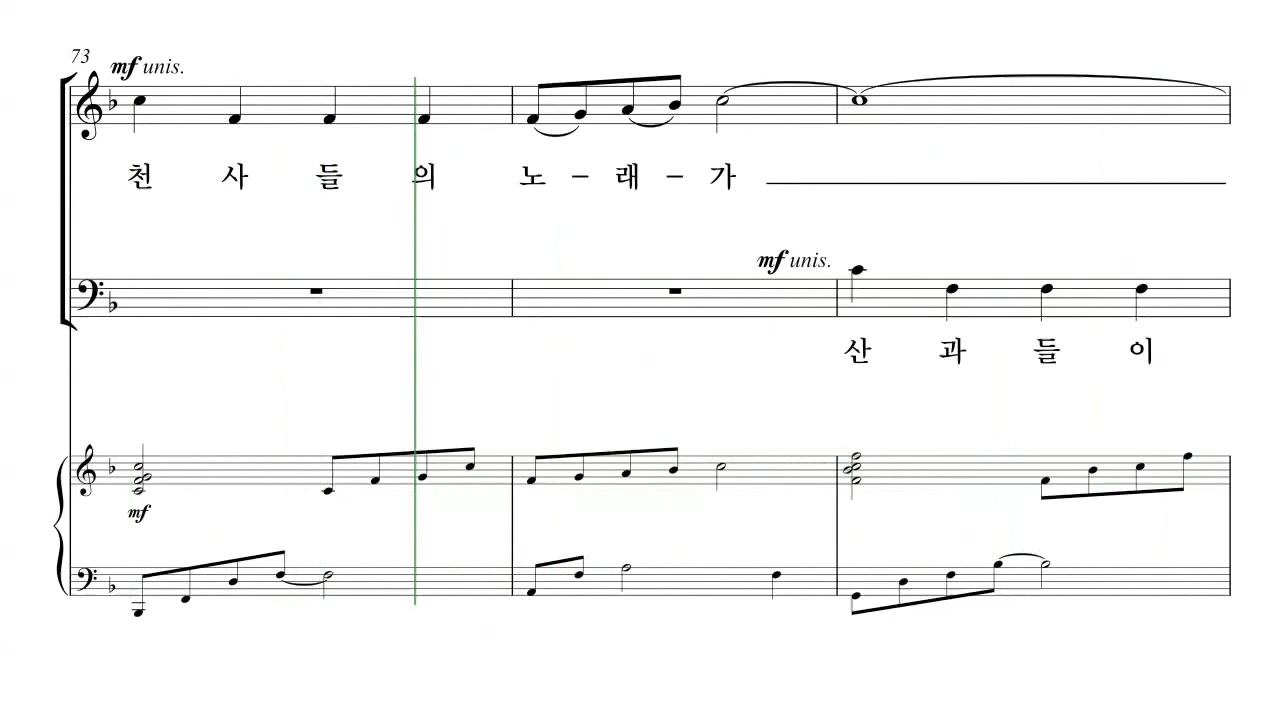 73
mf unis.
천 사 들 의 노 - 래 - 가
mf unis.
산 과 들 이
mf